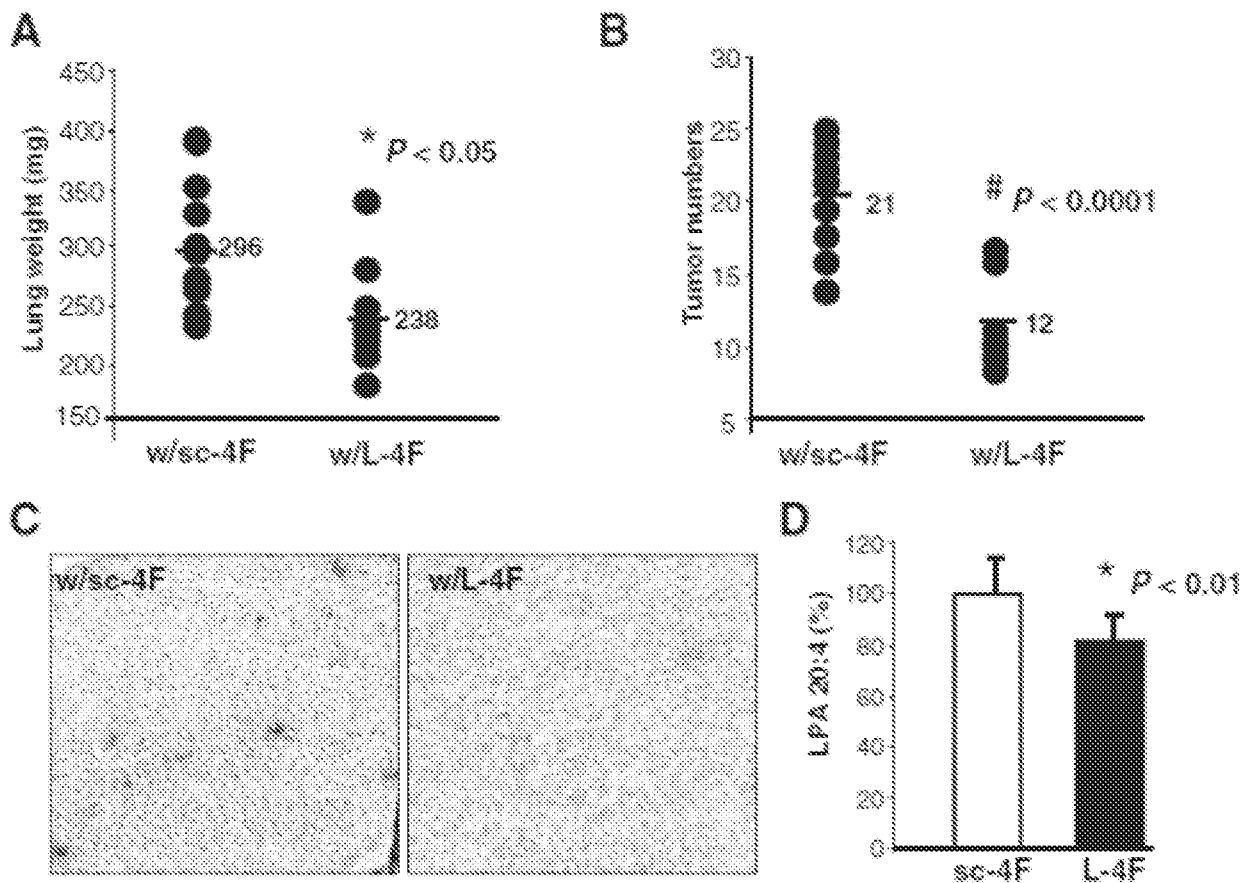 A
Lung weight (mg)
450
400
350
300
250
200
150
296
238
* P < 0.05
w/sc-4F
w/L-4F
B
Tumor numbers
30
25
20
15
10
5
21
12
# P < 0.0001
w/sc-4F
w/L-4F
C
w/sc-4F
w/L-4F
D
LPA 20:4 (%)
120
100
80
60
40
20
0
* P < 0.01
sc-4F
L-4F